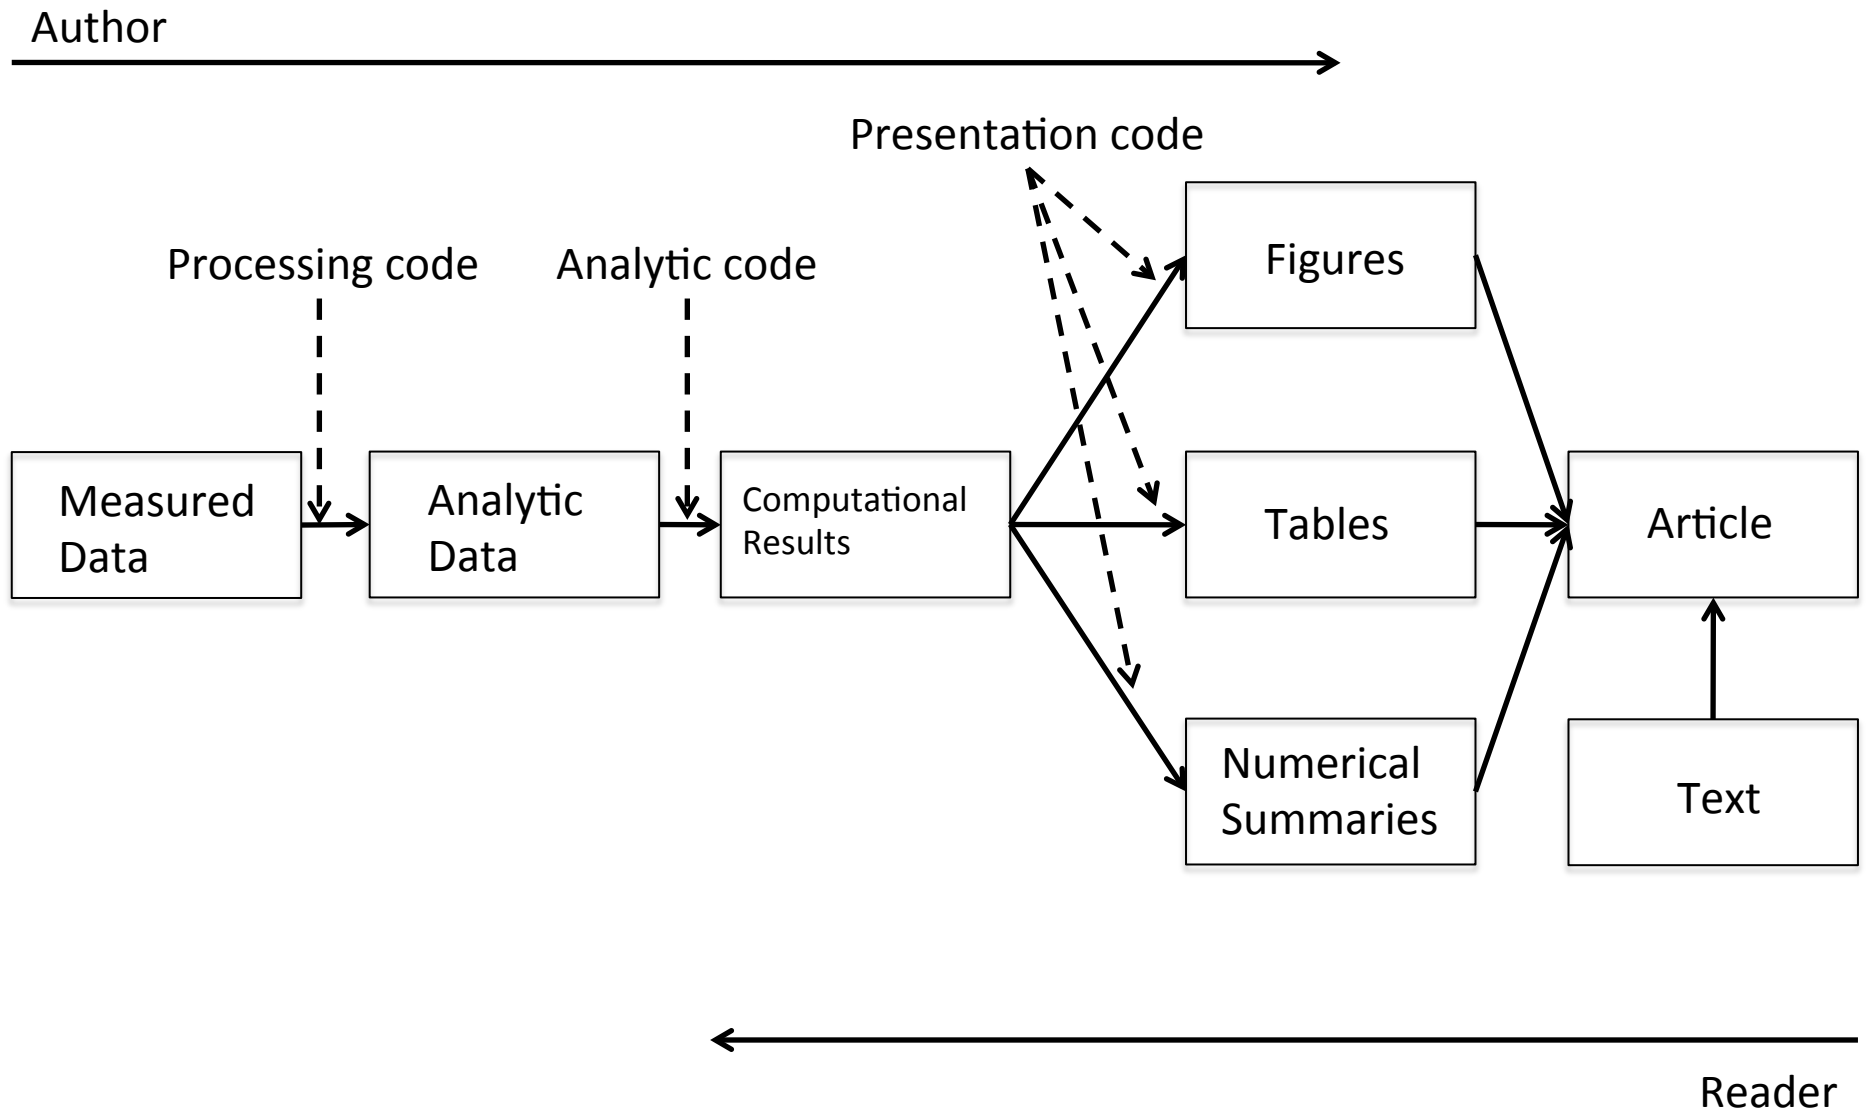 Author
Presentation code
Processing code
Analytic code
Figures
Measured
Data
Analytic
Data
Computational
Results
Tables
Article
Numerical
Summaries
Text
Reader